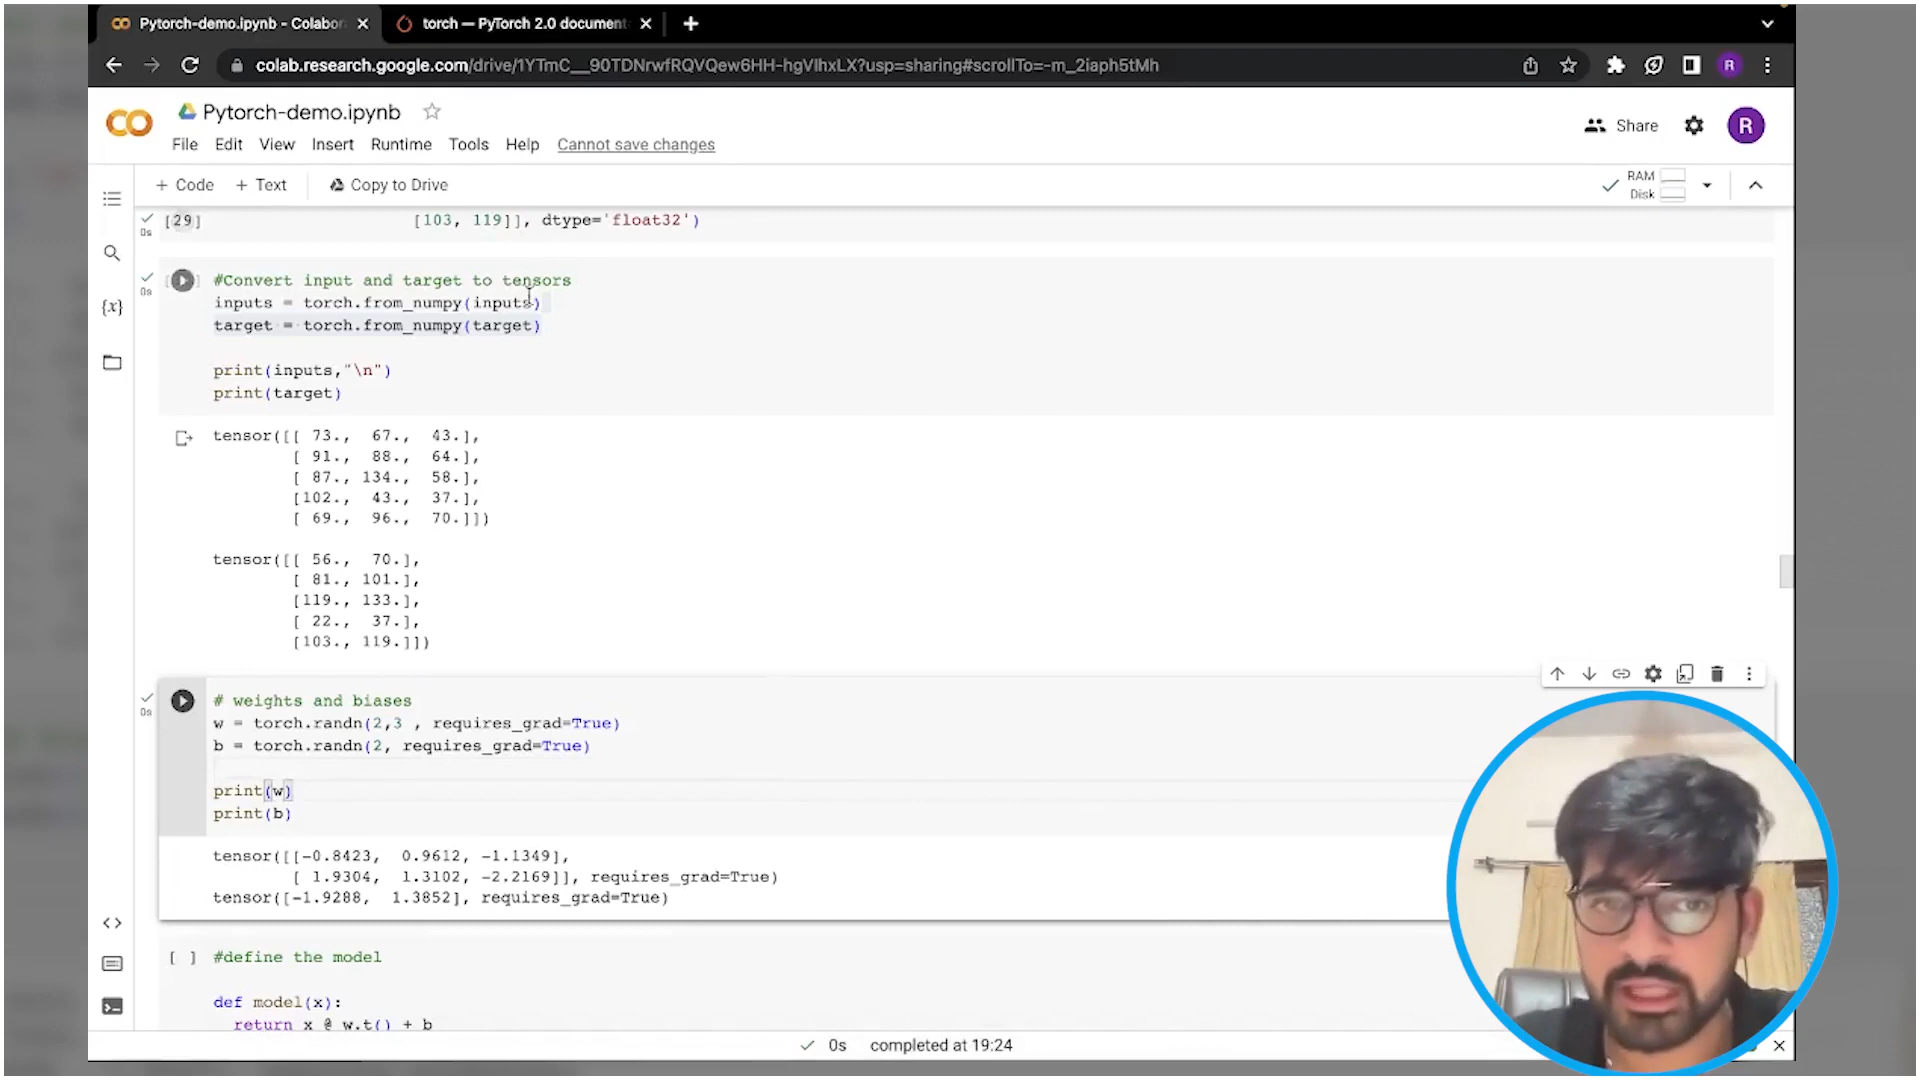 Pytorch-demo.ipynb - Colabor
torch — PyTorch 2.0 document
colab.research.google.com/drive/1YTmC__90TDNrwfRQVQew6HH-hgVIhxLX?usp=sharing#scrollTo=-m_2iaph5tMh
R
Pytorch-demo.ipynb
Share
R
File Edit View Insert Runtime Tools Help Cannot save changes
+ Code + Text Copy to Drive
RAM
Disk
[29] [103, 119]], dtype='float32')
0s
#Convert input and target to tensors
0s
inputs = torch.from_numpy(inputs)
{x}
target = torch.from_numpy(target)
print(inputs,"\n")
print(target)
tensor([[ 73., 67., 43.],
[ 91., 88., 64.],
[ 87., 134., 58.],
[102., 43., 37.],
[ 69., 96., 70.]])
tensor([[ 56., 70.],
[ 81., 101.],
[119., 133.],
[ 22., 37.],
[103., 119.]])
# weights and biases
0s
w = torch.randn(2,3 , requires_grad=True)
b = torch.randn(2, requires_grad=True)
print(w)
print(b)
tensor([[-0.8423, 0.9612, -1.1349],
[ 1.9304, 1.3102, -2.2169]], requires_grad=True)
tensor([-1.9288, 1.3852], requires_grad=True)
[ ] #define the model
def model(x):
return x @ w.t() + b
0s completed at 19:24